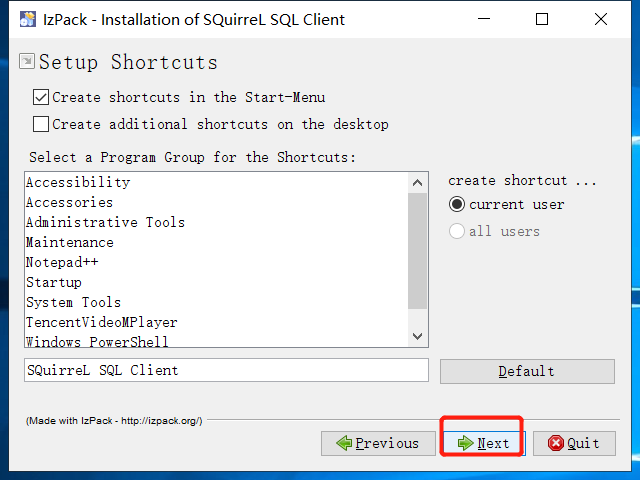 IzPack - Installation of SQuirreL SQL Client
Setup Shortcuts
Create shortcuts in the Start-Menu
Create additional shortcuts on the desktop
Select a Program Group for the Shortcuts:
Accessibility
Accessories
Administrative Tools
Maintenance
Notepad++
Startup
System Tools
TencentVideoMPlayer
Windows PowerShell
create shortcut ...
current user
all users
SQuirreL SQL Client
Default
(Made with IzPack - http://izpack.org/)
Previous
Next
Quit